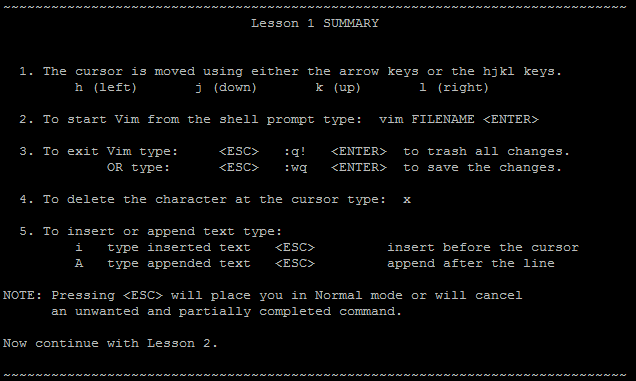 ~~~~~~~~~~~~~~~~~~~~~~~~~~~~~~~~~~~~~~~~~~~~~~~~~~~~~~~~~~~~~~~~~~~~~~~~~~~~~~
Lesson 1 SUMMARY
1. The cursor is moved using either the arrow keys or the hjkl keys.
h (left) j (down) k (up) l (right)
2. To start Vim from the shell prompt type: vim FILENAME <ENTER>
3. To exit Vim type: <ESC> :q! <ENTER> to trash all changes.
OR type: <ESC> :wq <ENTER> to save the changes.
4. To delete the character at the cursor type: x
5. To insert or append text type:
i type inserted text <ESC> insert before the cursor
A type appended text <ESC> append after the line
NOTE: Pressing <ESC> will place you in Normal mode or will cancel
an unwanted and partially completed command.
Now continue with Lesson 2.
~~~~~~~~~~~~~~~~~~~~~~~~~~~~~~~~~~~~~~~~~~~~~~~~~~~~~~~~~~~~~~~~~~~~~~~~~~~~~~